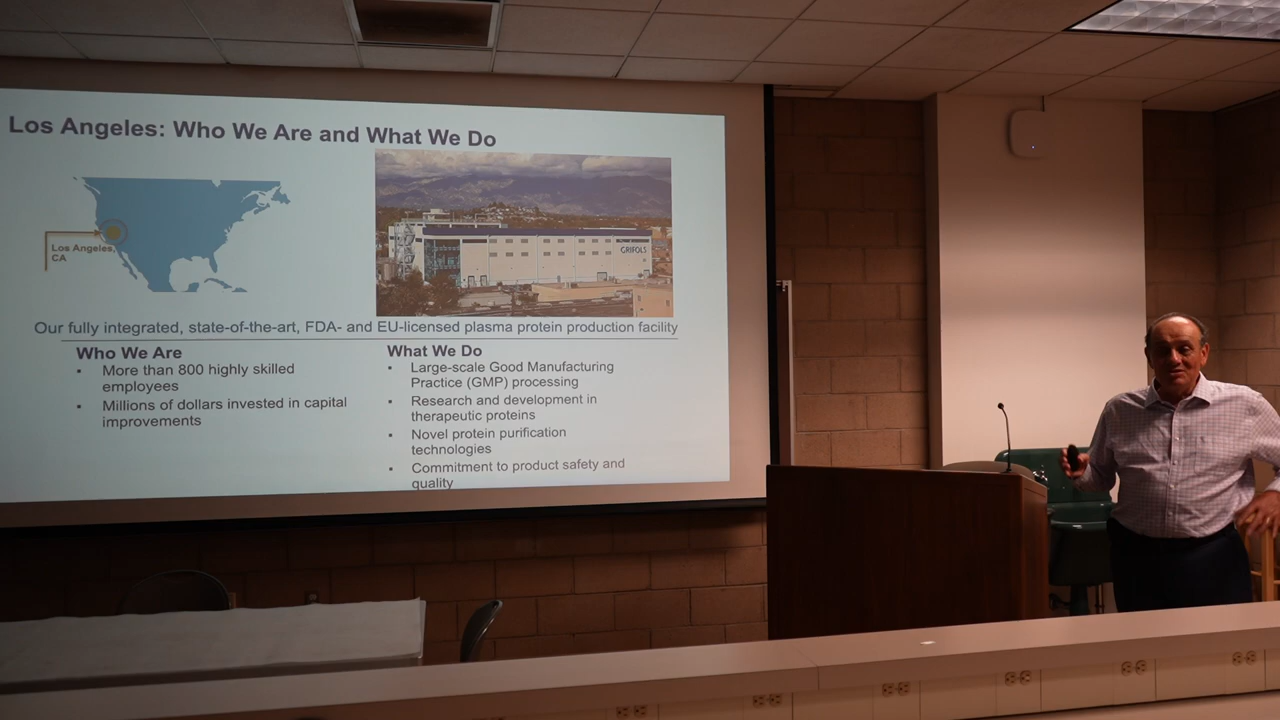 Los Angeles: Who We Are and What We Do
Los Angeles,
CA
GRIFOLS
Our fully integrated, state-of-the-art, FDA- and EU-licensed plasma protein production facility
Who We Are
▪ More than 800 highly skilled
employees
▪ Millions of dollars invested in capital
improvements
What We Do
▪ Large-scale Good Manufacturing
Practice (GMP) processing
▪ Research and development in
therapeutic proteins
▪ Novel protein purification
technologies
▪ Commitment to product safety and
quality